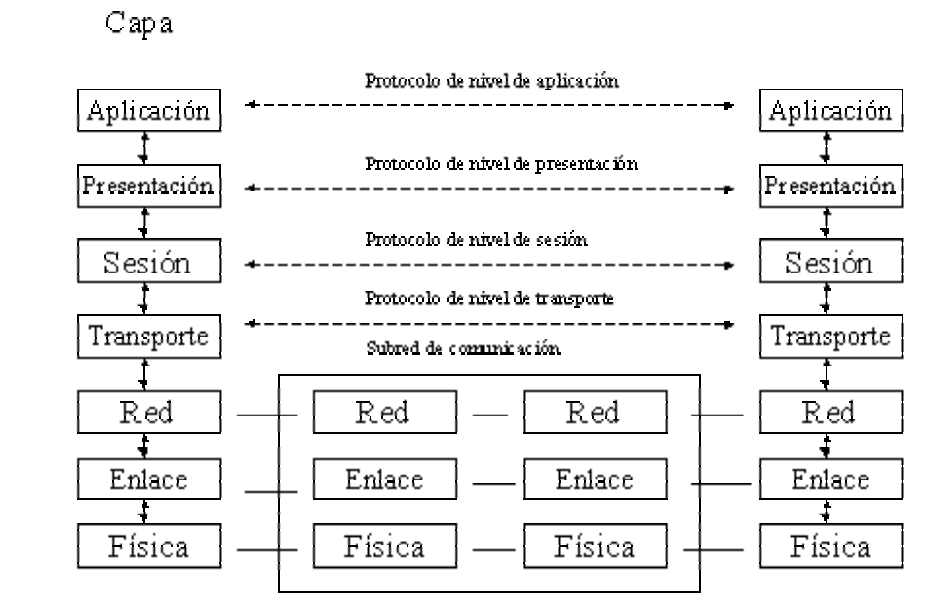 Capa
Protocolo de nivel de aplicación
Aplicación Aplicación
Protocolo de nivel de presentación
Presentación Presentación
Protocolo de nivel de sesión
Sesión Sesión
Protocolo de nivel de transporte
Transporte Transporte
Subred de comunicación
Red Red Red Red
Enlace Enlace Enlace Enlace
Física Física Física Física